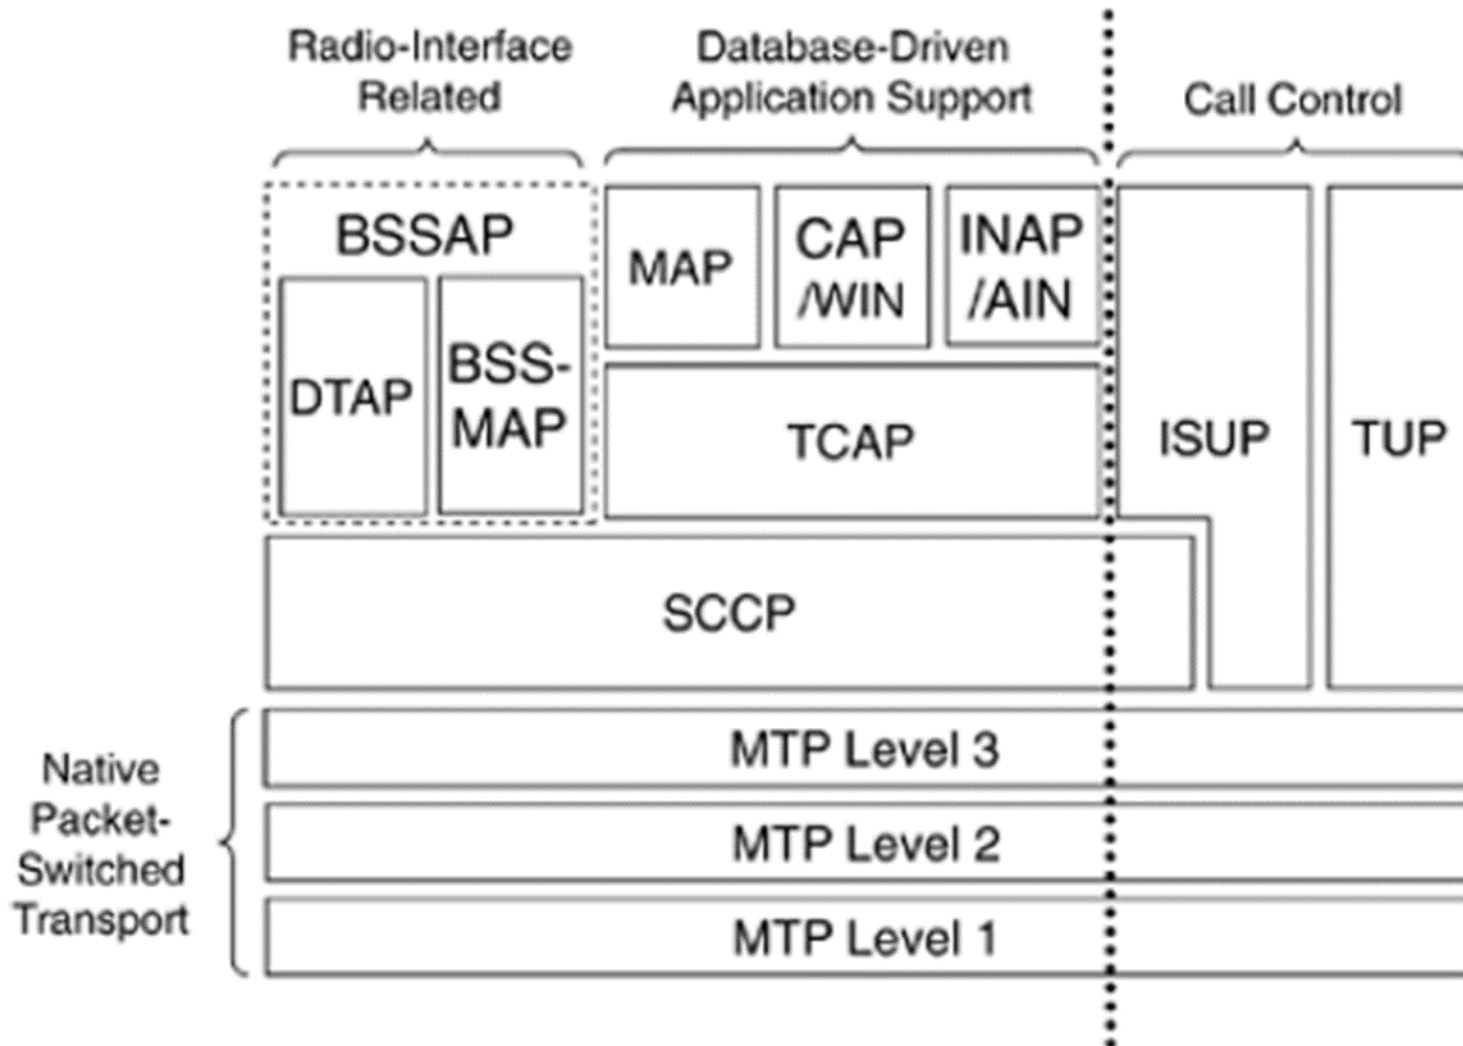 Radio-Interface
Related
Database-Driven
Application Support
Call Control
BSSAP
DTAP
BSS-
MAP
MAP
CAP
/WIN
INAP
/AIN
TCAP
ISUP
TUP
SCCP
Native
Packet-
Switched
Transport
MTP Level 3
MTP Level 2
MTP Level 1